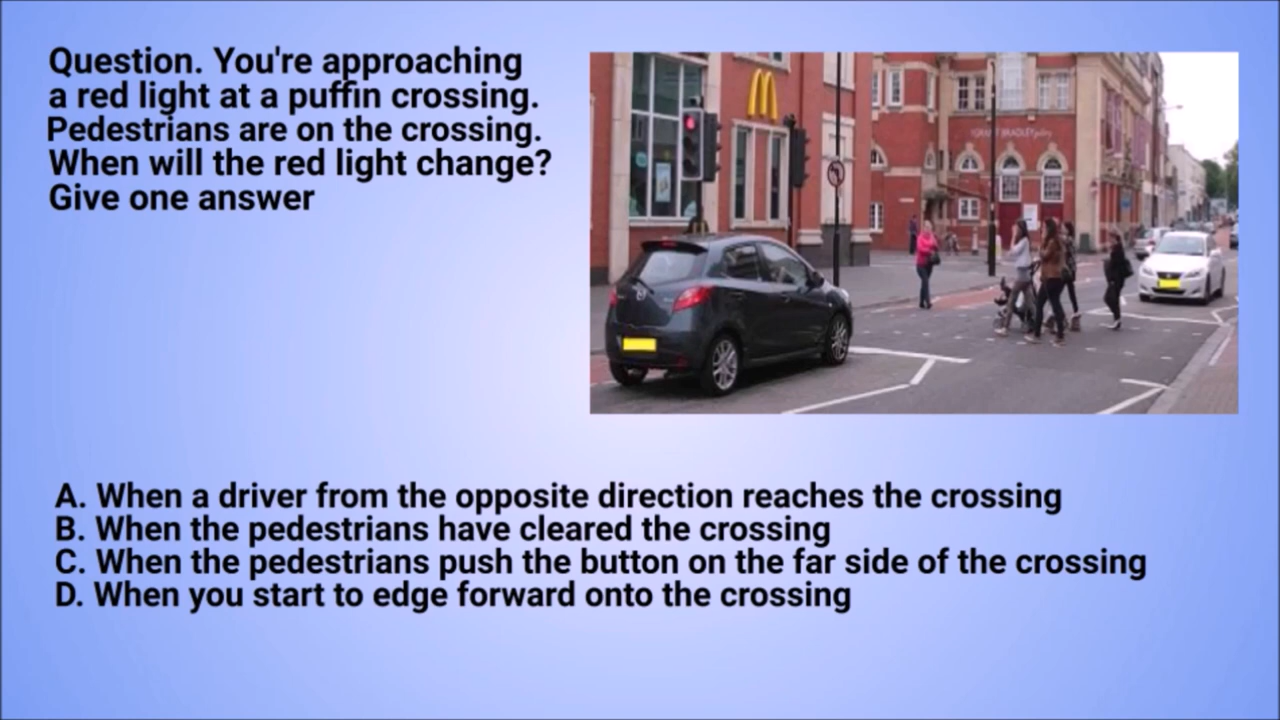 Question. You're approaching
a red light at a puffin crossing.
Pedestrians are on the crossing.
When will the red light change?
Give one answer
A. When a driver from the opposite direction reaches the crossing
B. When the pedestrians have cleared the crossing
C. When the pedestrians push the button on the far side of the crossing
D. When you start to edge forward onto the crossing